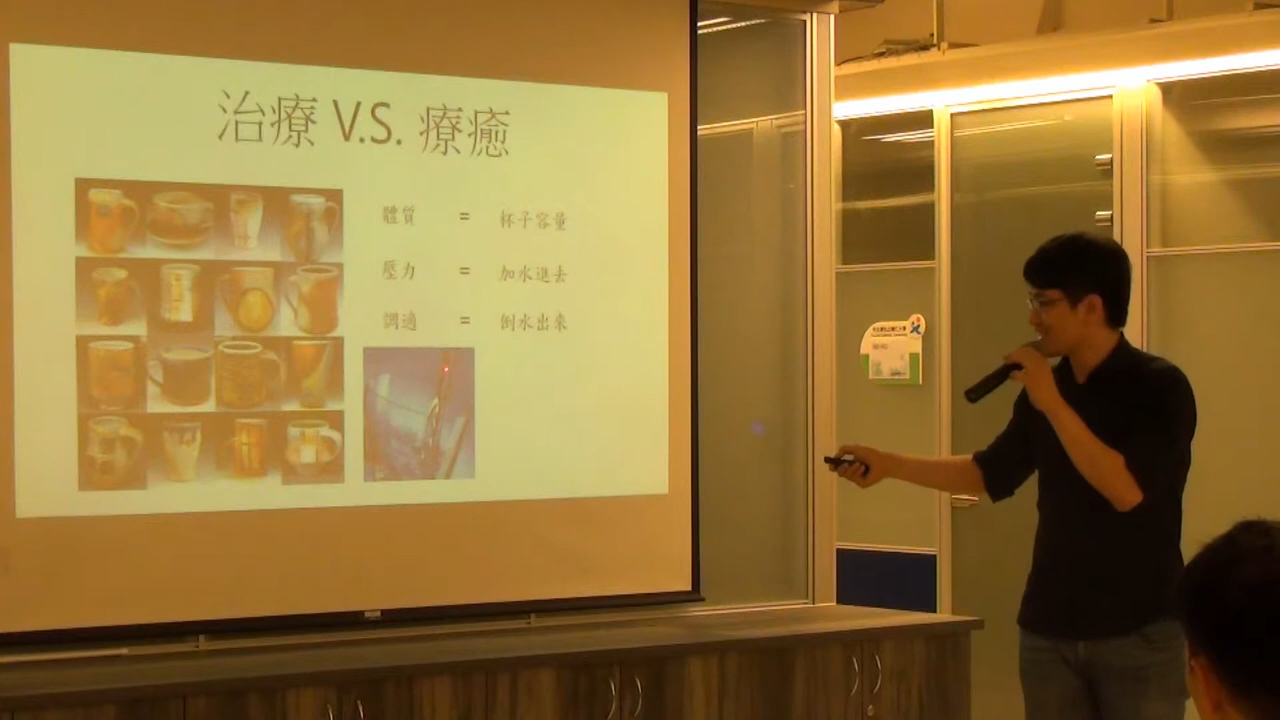 治療 V.S. 療癒
體質 = 杯子容量
壓力 = 加水進去
調適 = 倒水出來